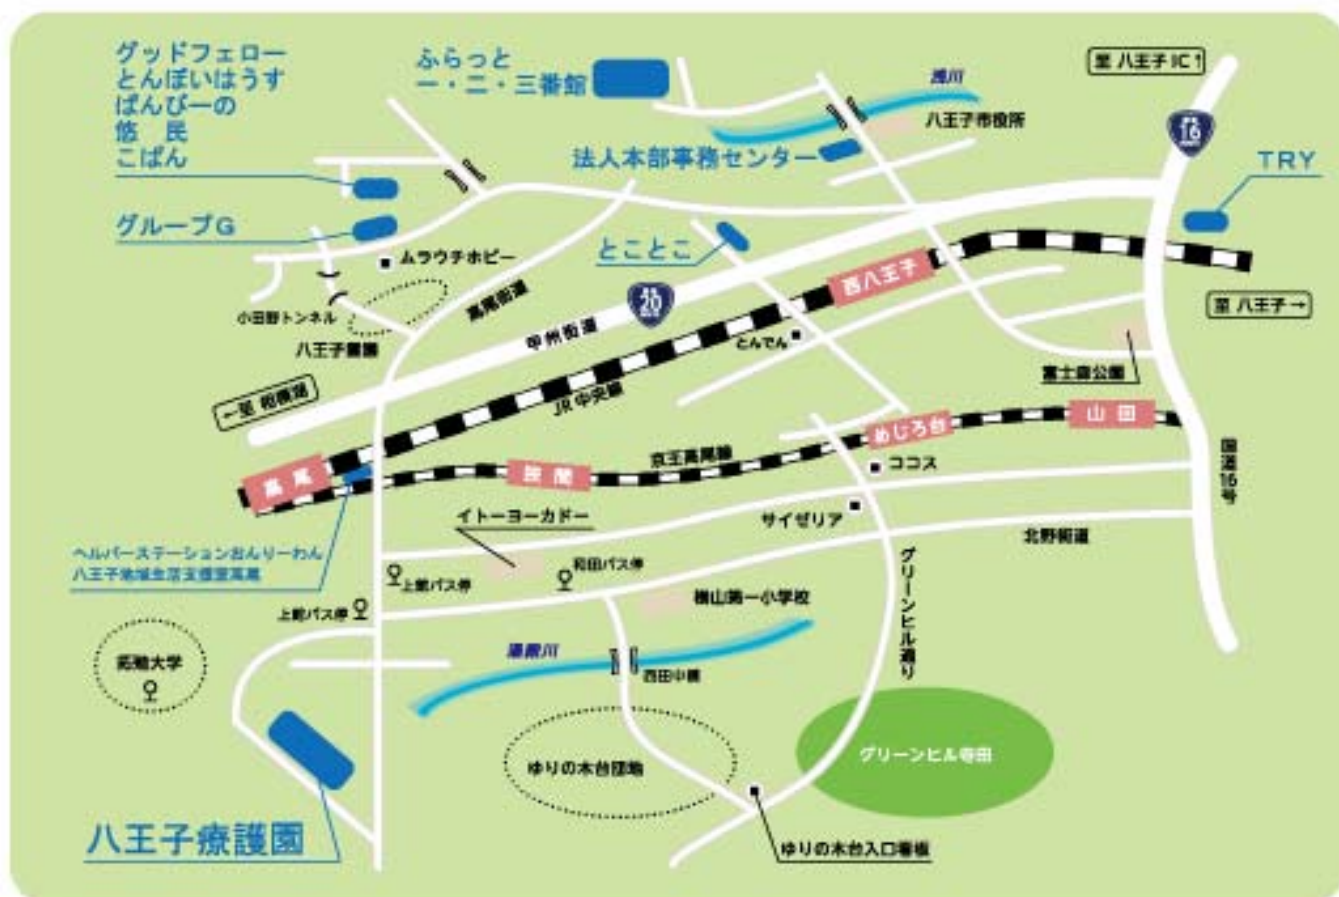 グッドフェロー
とんぼいはうす
ばんびーの
悠 民
こぱん
グループG
ふらっと
一・二・三番館
法人本部事務センター
浅川
八王子市役所
至 八王子IC↑
16
TRY
とことこ
ムラウチホビー
小田野トンネル
八王子霊園
高尾街道
20
甲州街道
西八王子
とんでん
至 八王子→
富士森公園
←至 相模湖
JR中央線
高尾
狭間
京王高尾線
めじろ台
山田
ココス
国道16号
イトーヨーカドー
サイゼリア
北野街道
ヘルパーステーションおんりーわん
八王子地域生活支援室高尾
上館バス停
和田バス停
上館バス停
横山第一小学校
グリーンヒル通り
拓殖大学
湯殿川
西田中橋
ゆりの木台団地
グリーンヒル寺田
八王子療護園
ゆりの木台入口看板